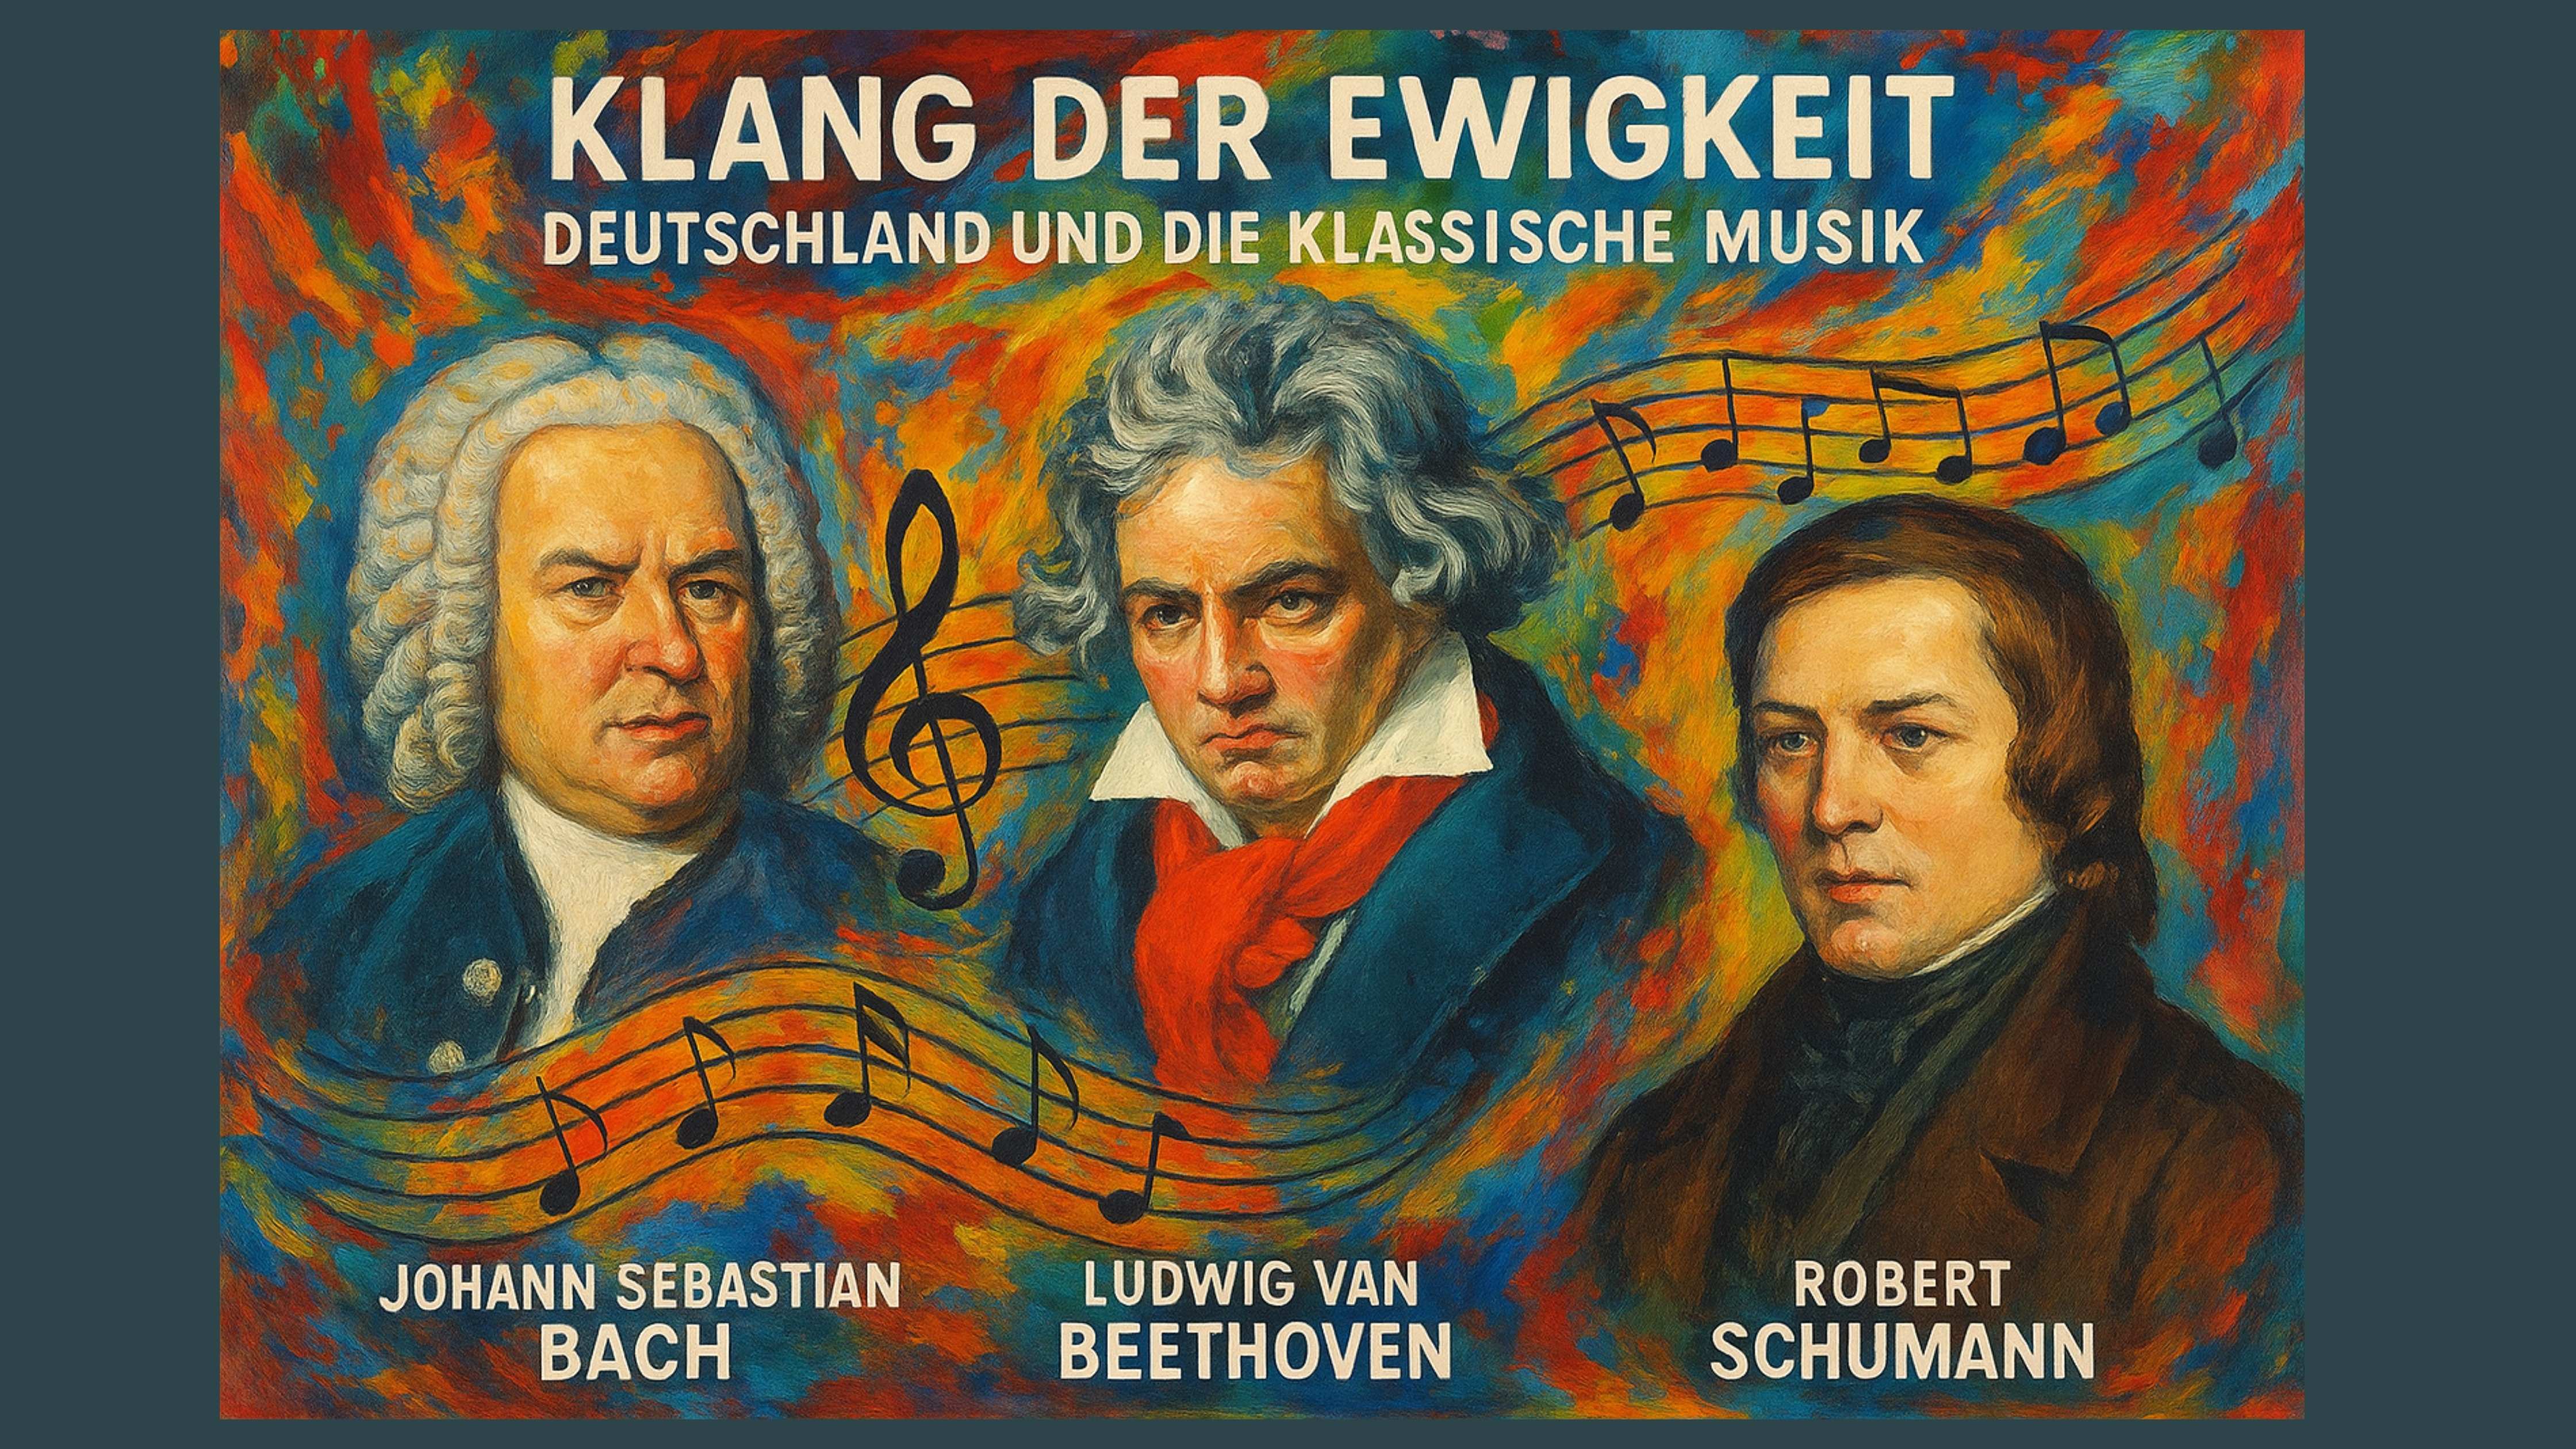 KLANG DER EWIGKEIT
DEUTSCHLAND UND DIE KLASSISCHE MUSIK
JOHANN SEBASTIAN
BACH
LUDWIG VAN
BEETHOVEN
ROBERT
SCHUMANN